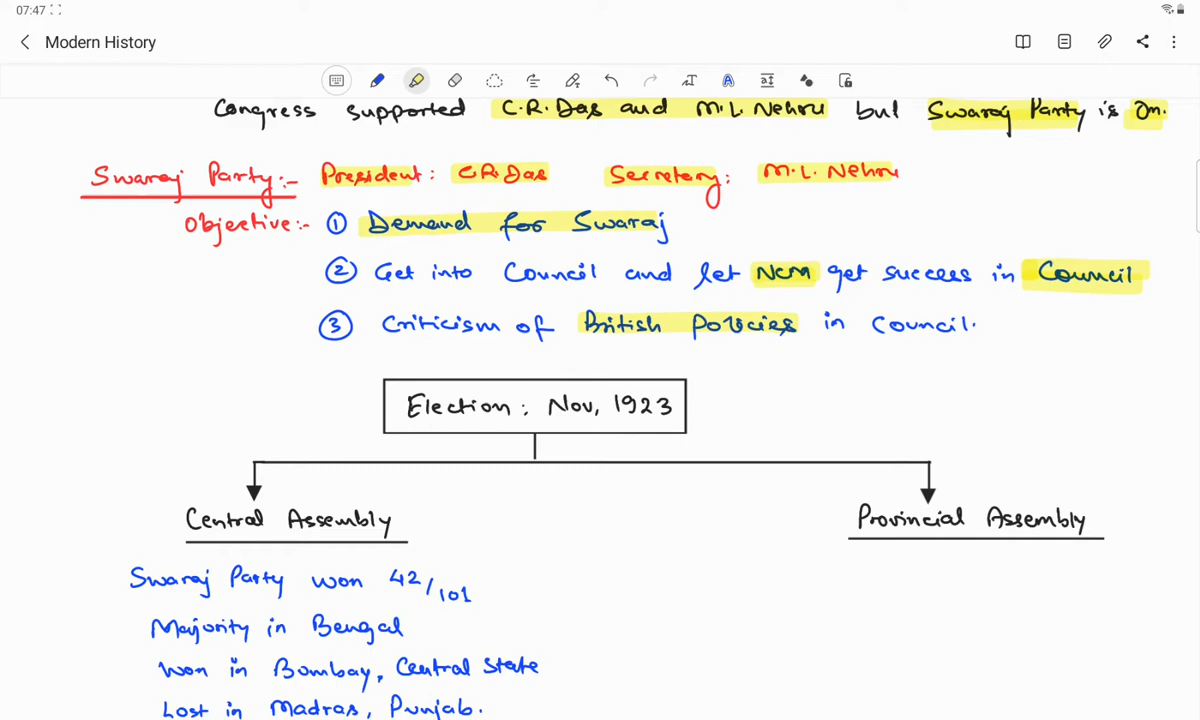 07:47
Modern History
Congress supported C.R. Das and M.L. Nehru but Swaraj Party is on.
Swaraj Party:- President: C.R. Das Secretary: M.L. Nehru
Objective:- ① Demand for Swaraj
② Get into Council and let NCM get success in Council
③ Criticism of British Policies in Council.
Election: Nov, 1923
Central Assembly Provincial Assembly
Swaraj Party won 42/101
Majority in Bengal
Won in Bombay, Central State
Lost in Madras, Punjab.